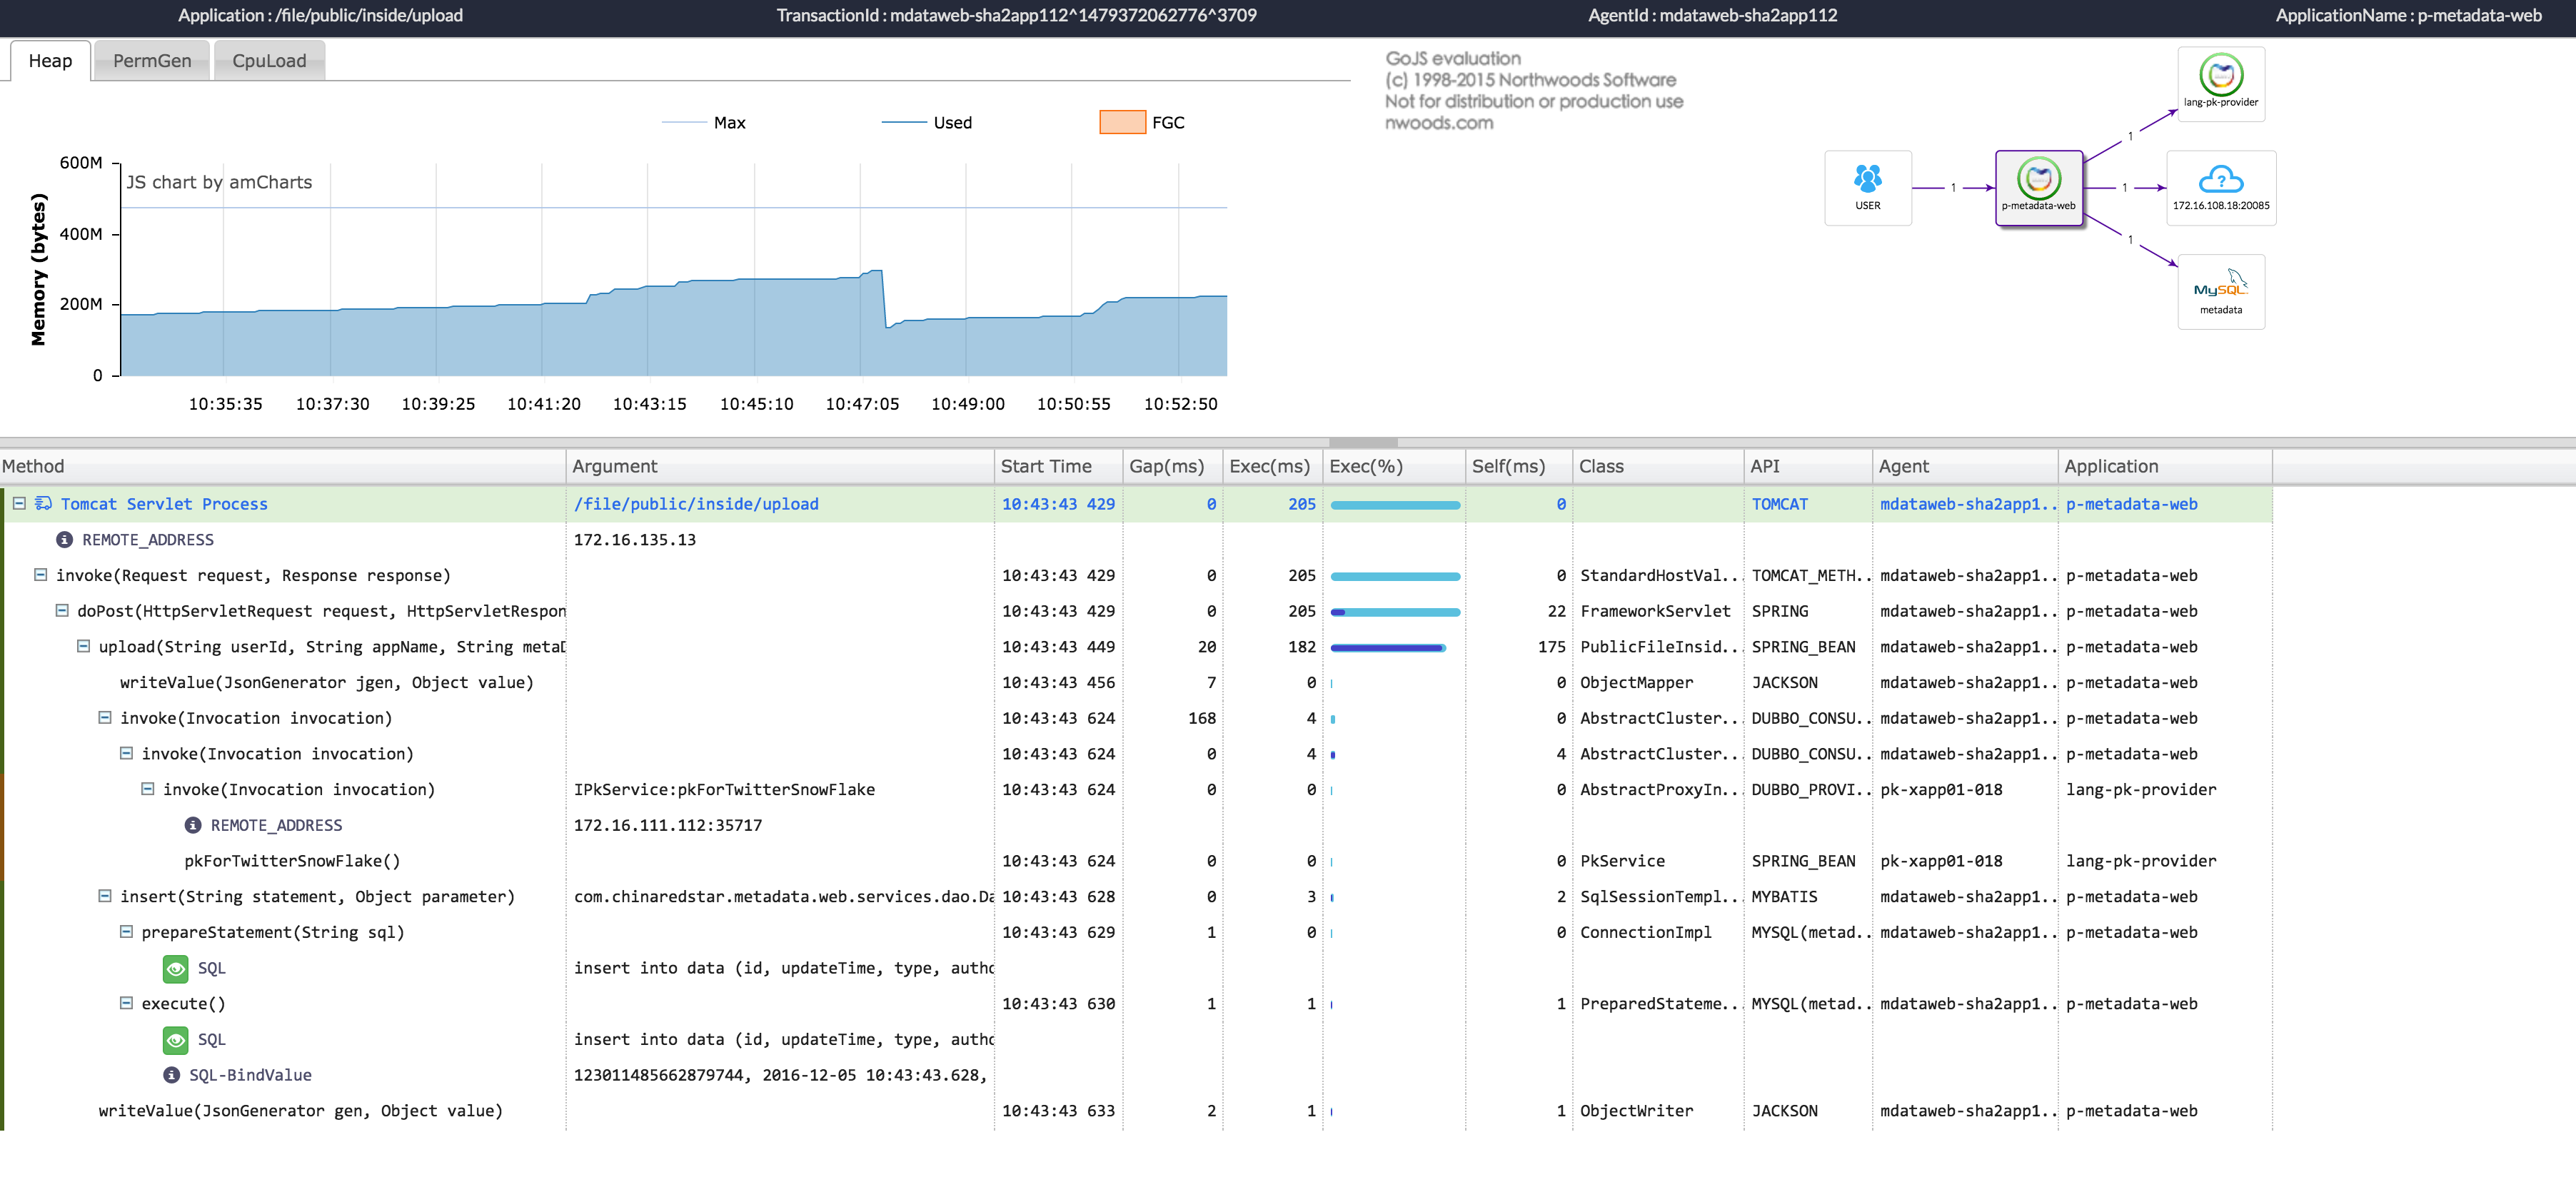 Application : /file/public/inside/upload TransactionId : mdataweb-sha2app112^1479372062776^3709 AgentId : mdataweb-sha2app112 ApplicationName : p-metadata-web
Heap PermGen CpuLoad
GoJS evaluation
(c) 1998-2015 Northwoods Software
Not for distribution or production use
nwoods.com
Max Used FGC
Memory (bytes)
600M
400M
200M
0
JS chart by amCharts
10:35:35 10:37:30 10:39:25 10:41:20 10:43:15 10:45:10 10:47:05 10:49:00 10:50:55 10:52:50
lang-pk-provider
1
USER
1
p-metadata-web
1
?
172.16.108.18:20085
1
MySQL
metadata
Method Argument Start Time Gap(ms) Exec(ms) Exec(%) Self(ms) Class API Agent Application
Tomcat Servlet Process /file/public/inside/upload 10:43:43 429 0 205 0 TOMCAT mdataweb-sha2app1.. p-metadata-web
REMOTE_ADDRESS 172.16.135.13
invoke(Request request, Response response) 10:43:43 429 0 205 0 StandardHostVal... TOMCAT_METH.. mdataweb-sha2app1.. p-metadata-web
doPost(HttpServletRequest request, HttpServletRespon 10:43:43 429 0 205 22 FrameworkServlet SPRING mdataweb-sha2app1.. p-metadata-web
upload(String userId, String appName, String metaD 10:43:43 449 20 182 175 PublicFileInsid... SPRING_BEAN mdataweb-sha2app1.. p-metadata-web
writeValue(JsonGenerator jgen, Object value) 10:43:43 456 7 0 0 ObjectMapper JACKSON mdataweb-sha2app1.. p-metadata-web
invoke(Invocation invocation) 10:43:43 624 168 4 0 AbstractCluster... DUBBO_CONSU.. mdataweb-sha2app1.. p-metadata-web
invoke(Invocation invocation) 10:43:43 624 0 4 4 AbstractCluster... DUBBO_CONSU.. mdataweb-sha2app1.. p-metadata-web
invoke(Invocation invocation) IPkService:pkForTwitterSnowFlake 10:43:43 624 0 0 0 AbstractProxyIn... DUBBO_PROVI.. pk-xapp01-018 lang-pk-provider
REMOTE_ADDRESS 172.16.111.112:35717
pkForTwitterSnowFlake() 10:43:43 624 0 0 0 PkService SPRING_BEAN pk-xapp01-018 lang-pk-provider
insert(String statement, Object parameter) com.chinaredstar.metadata.web.services.dao.Da 10:43:43 628 0 3 2 SqlSessionTempl... MYBATIS mdataweb-sha2app1.. p-metadata-web
prepareStatement(String sql) 10:43:43 629 1 0 0 ConnectionImpl MYSQL(metad.. mdataweb-sha2app1.. p-metadata-web
SQL insert into data (id, updateTime, type, autho
execute() 10:43:43 630 1 1 1 PreparedStateme... MYSQL(metad.. mdataweb-sha2app1.. p-metadata-web
SQL insert into data (id, updateTime, type, autho
SQL-BindValue 123011485662879744, 2016-12-05 10:43:43.628,
writeValue(JsonGenerator gen, Object value) 10:43:43 633 2 1 1 ObjectWriter JACKSON mdataweb-sha2app1.. p-metadata-web